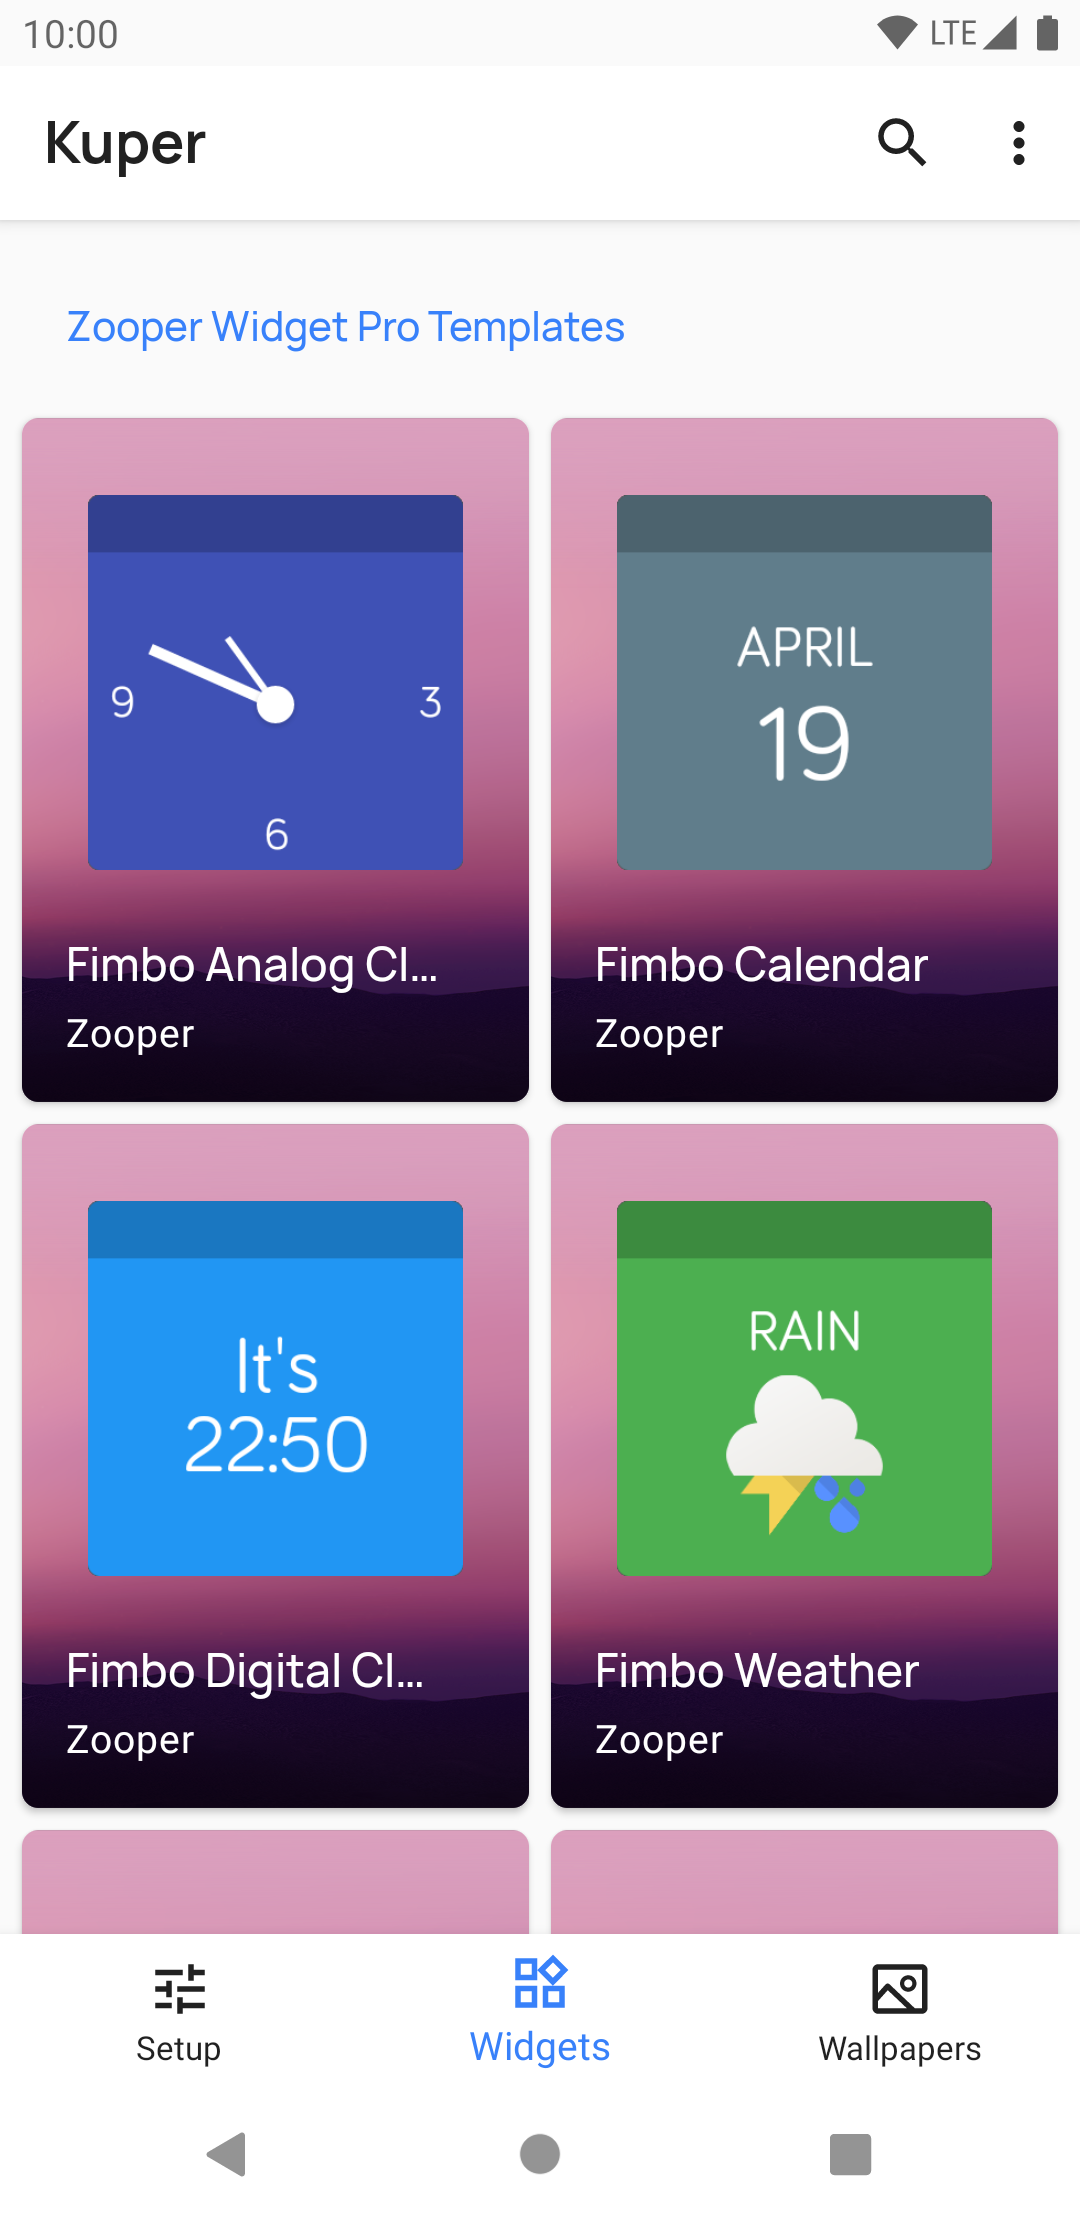 10:00 LTE
Kuper
Zooper Widget Pro Templates
9 3
6
Fimbo Analog Cl...
Zooper
APRIL
19
Fimbo Calendar
Zooper
It's
22:50
Fimbo Digital Cl...
Zooper
RAIN
Fimbo Weather
Zooper
Setup
Widgets
Wallpapers